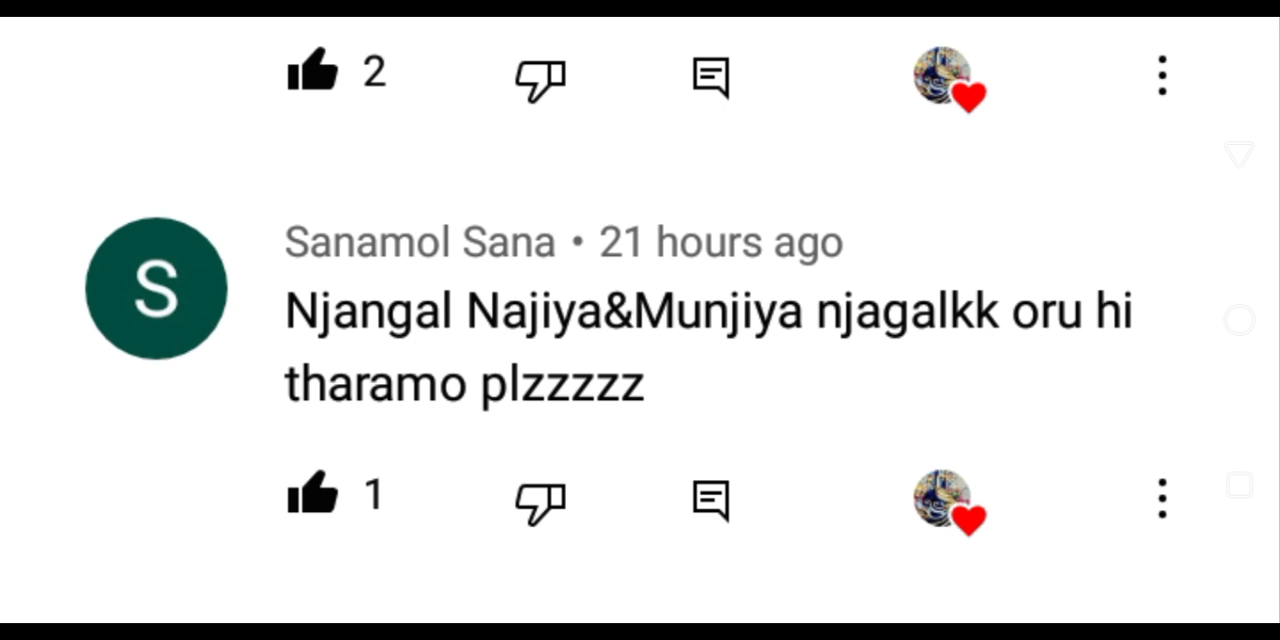 2
S
Sanamol Sana • 21 hours ago
Njangal Najiya&Munjiya njagalkk oru hi
tharamo plzzzzz
1